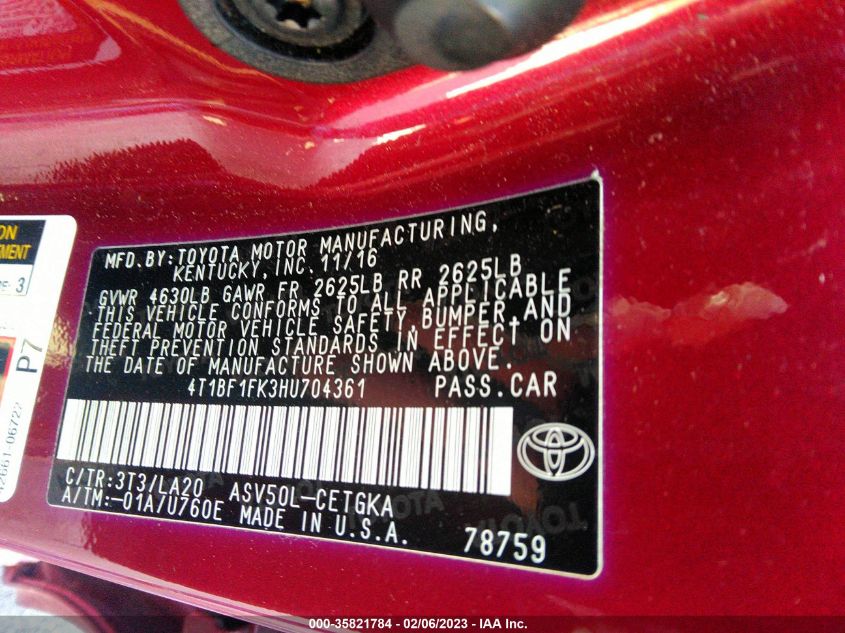 MFD.BY:TOYOTA MOTOR MANUFACTURING,
KENTUCKY, INC. 11/16
GVWR 4630LB GAWR FR 2625LB RR 2625LB
THIS VEHICLE CONFORMS TO ALL APPLICABLE
FEDERAL MOTOR VEHICLE SAFETY,BUMPER, AND
THEFT PREVENTION STANDARDS IN EFFECT ON
THE DATE OF MANUFACTURE SHOWN ABOVE.
4T1BF1FK3HU704361 PASS.CAR
C/TR:3T3/LA20 ASV50L-CETGKA
A/TM:-01A/U760E MADE IN U.S.A.
78759
P7
000-35821784 - 02/06/2023 - IAA Inc.